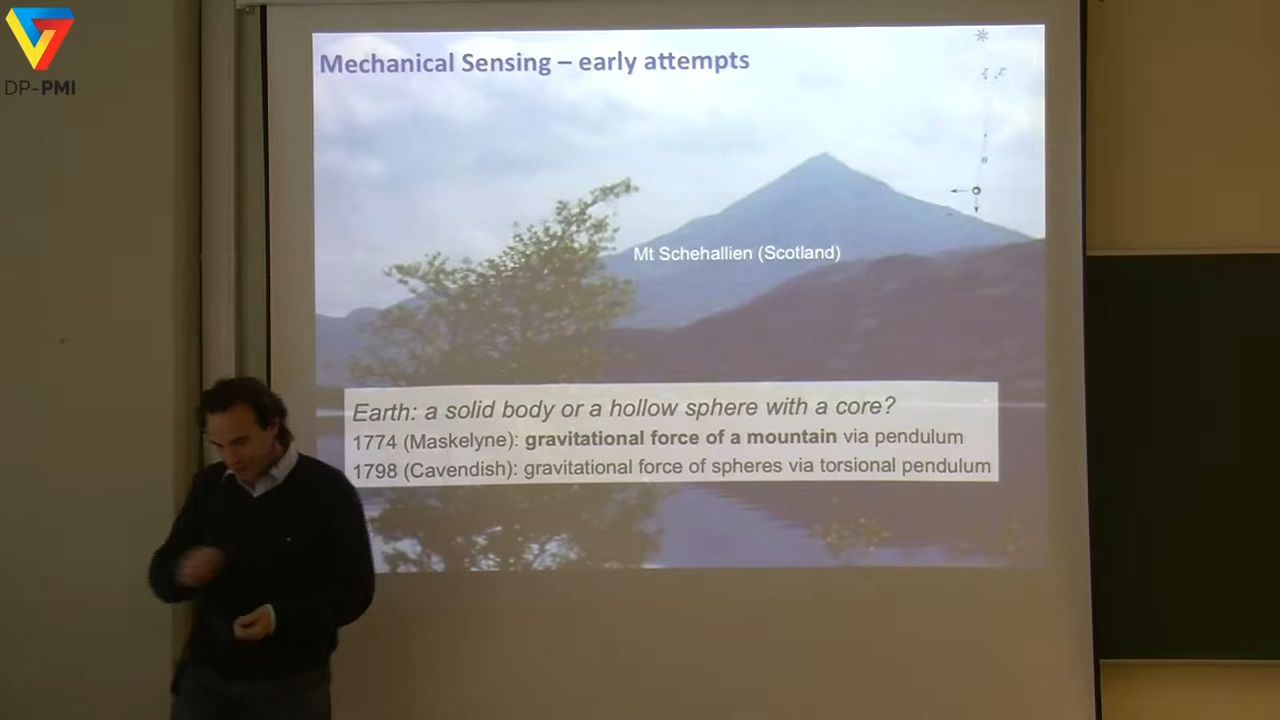 DP-PMI
Mechanical Sensing – early attempts
Mt Schehallien (Scotland)
Earth: a solid body or a hollow sphere with a core?
1774 (Maskelyne): gravitational force of a mountain via pendulum
1798 (Cavendish): gravitational force of spheres via torsional pendulum